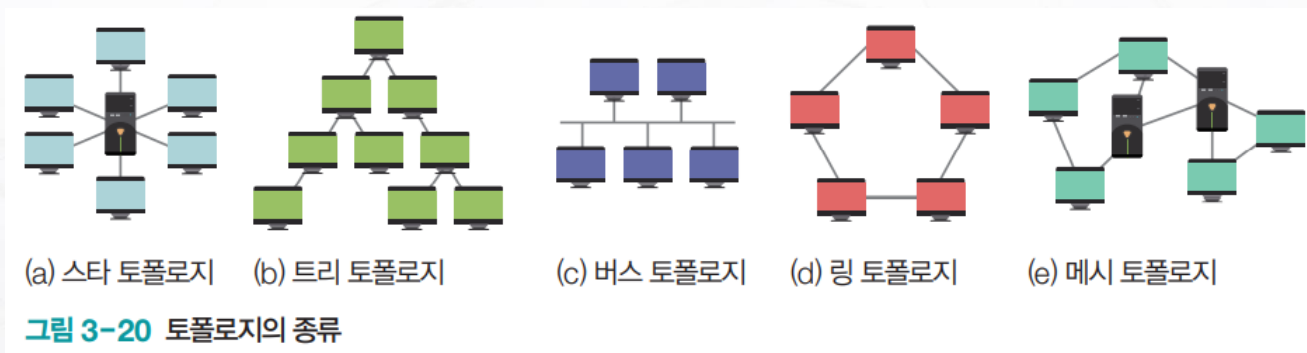 (a) 스타 토폴로지 (b) 트리 토폴로지 (c) 버스 토폴로지 (d) 링 토폴로지 (e) 메시 토폴로지
그림 3-20 토폴로지의 종류